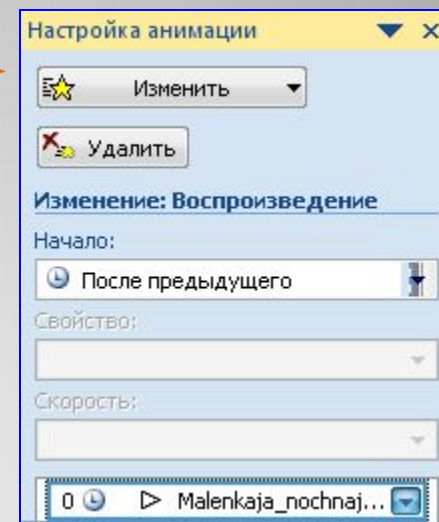 Настройка анимации
Изменить
Удалить
Изменение: Воспроизведение
Начало:
После предыдущего
Свойство:
Скорость:
0 Malenkaja_nochnaj...